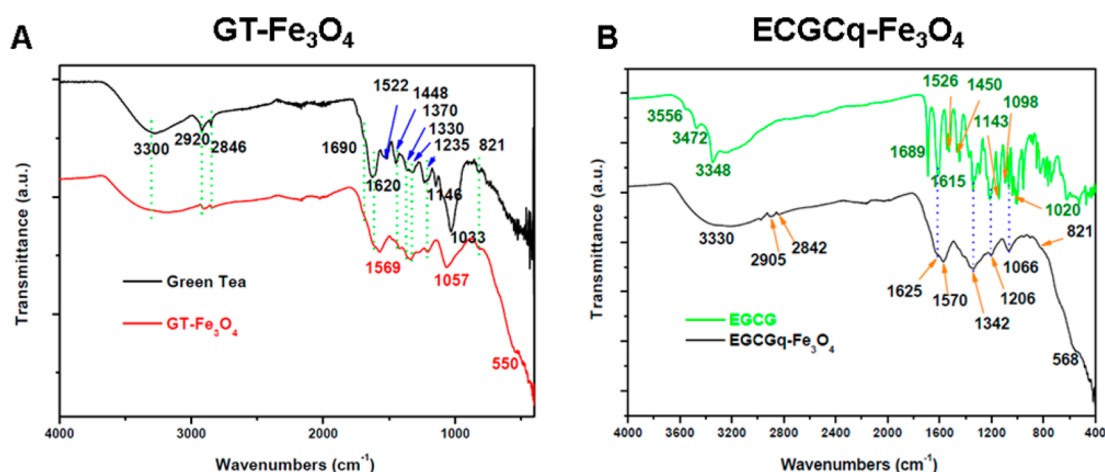 A
GT-Fe₃O₄
Transmittance (a.u.)
3300
2920
2846
1690
1620
1522
1448
1370
1330
1235
1146
1033
821
1569
1057
550
Green Tea
GT-Fe₃O₄
4000 3000 2000 1000
Wavenumbers (cm⁻¹)
B
ECGCq-Fe₃O₄
Transmittance (a.u.)
3556
3472
3348
1689
1615
1526
1450
1143
1098
1020
3330
2905
2842
1625
1570
1342
1206
1066
821
568
EGCG
EGCGq-Fe₃O₄
4000 3600 3200 2800 2400 2000 1600 1200 800 400
Wavenumbers (cm⁻¹)